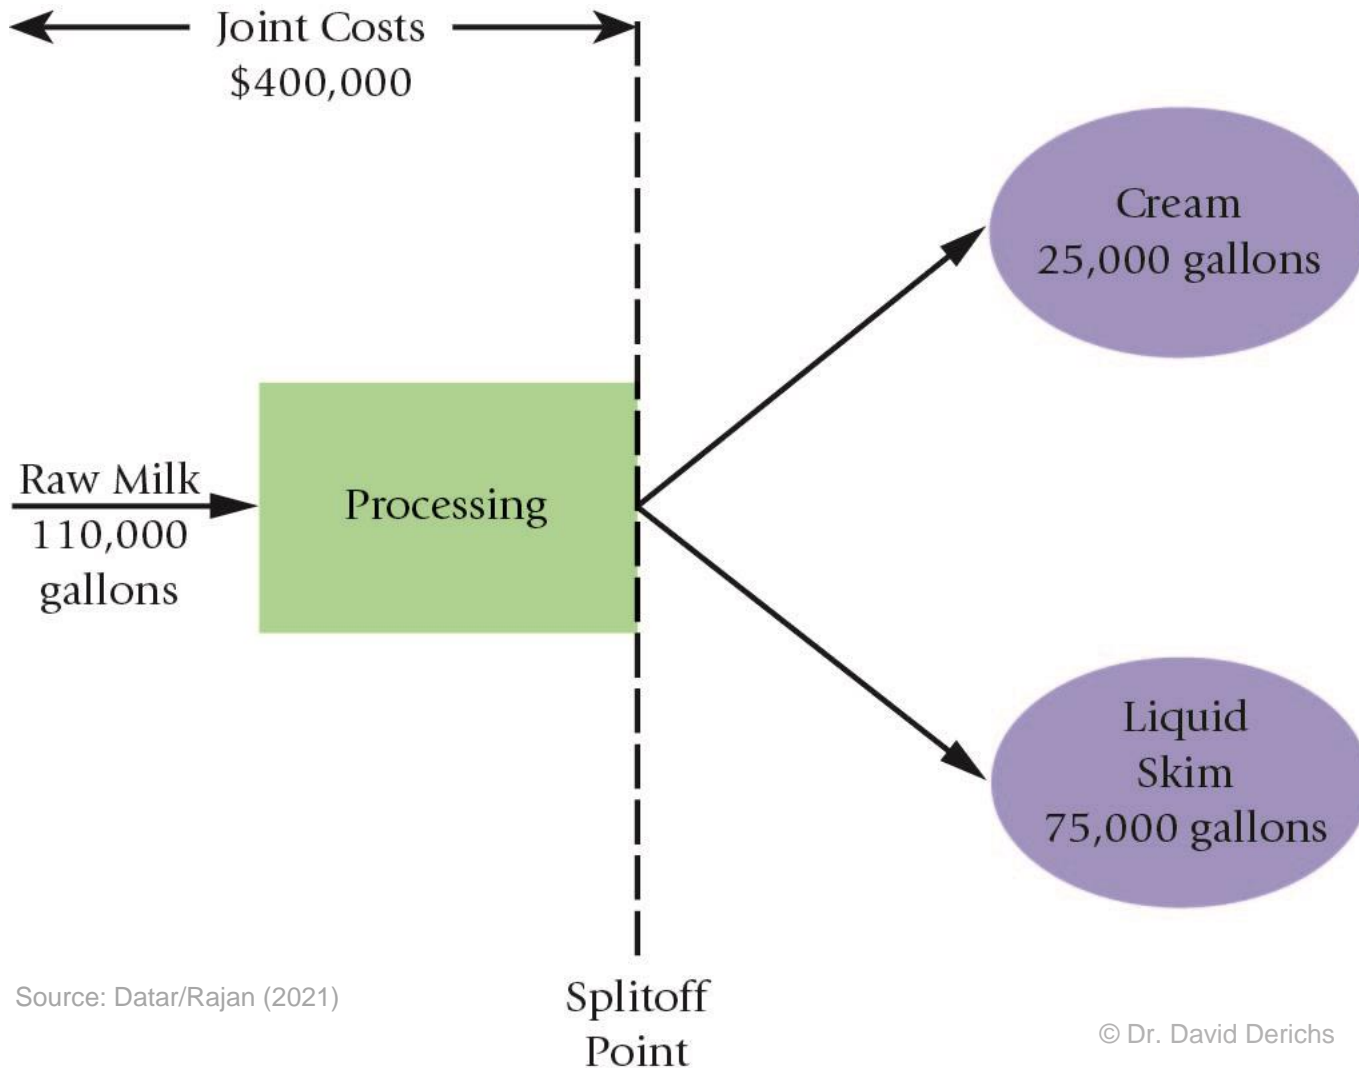 Joint Costs
$400,000
Cream
25,000 gallons
Raw Milk
110,000
gallons
Processing
Liquid
Skim
75,000 gallons
Source: Datar/Rajan (2021)
Splitoff
Point
© Dr. David Derichs